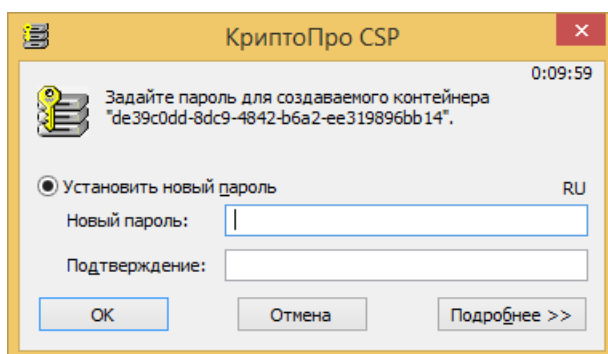 КриптоПро CSP
0:09:59
Задайте пароль для создаваемого контейнера
"de39c0dd-8dc9-4842-b6a2-ee319896bb14".
Установить новый пароль RU
Новый пароль:
Подтверждение:
ОК Отмена Подробнее >>